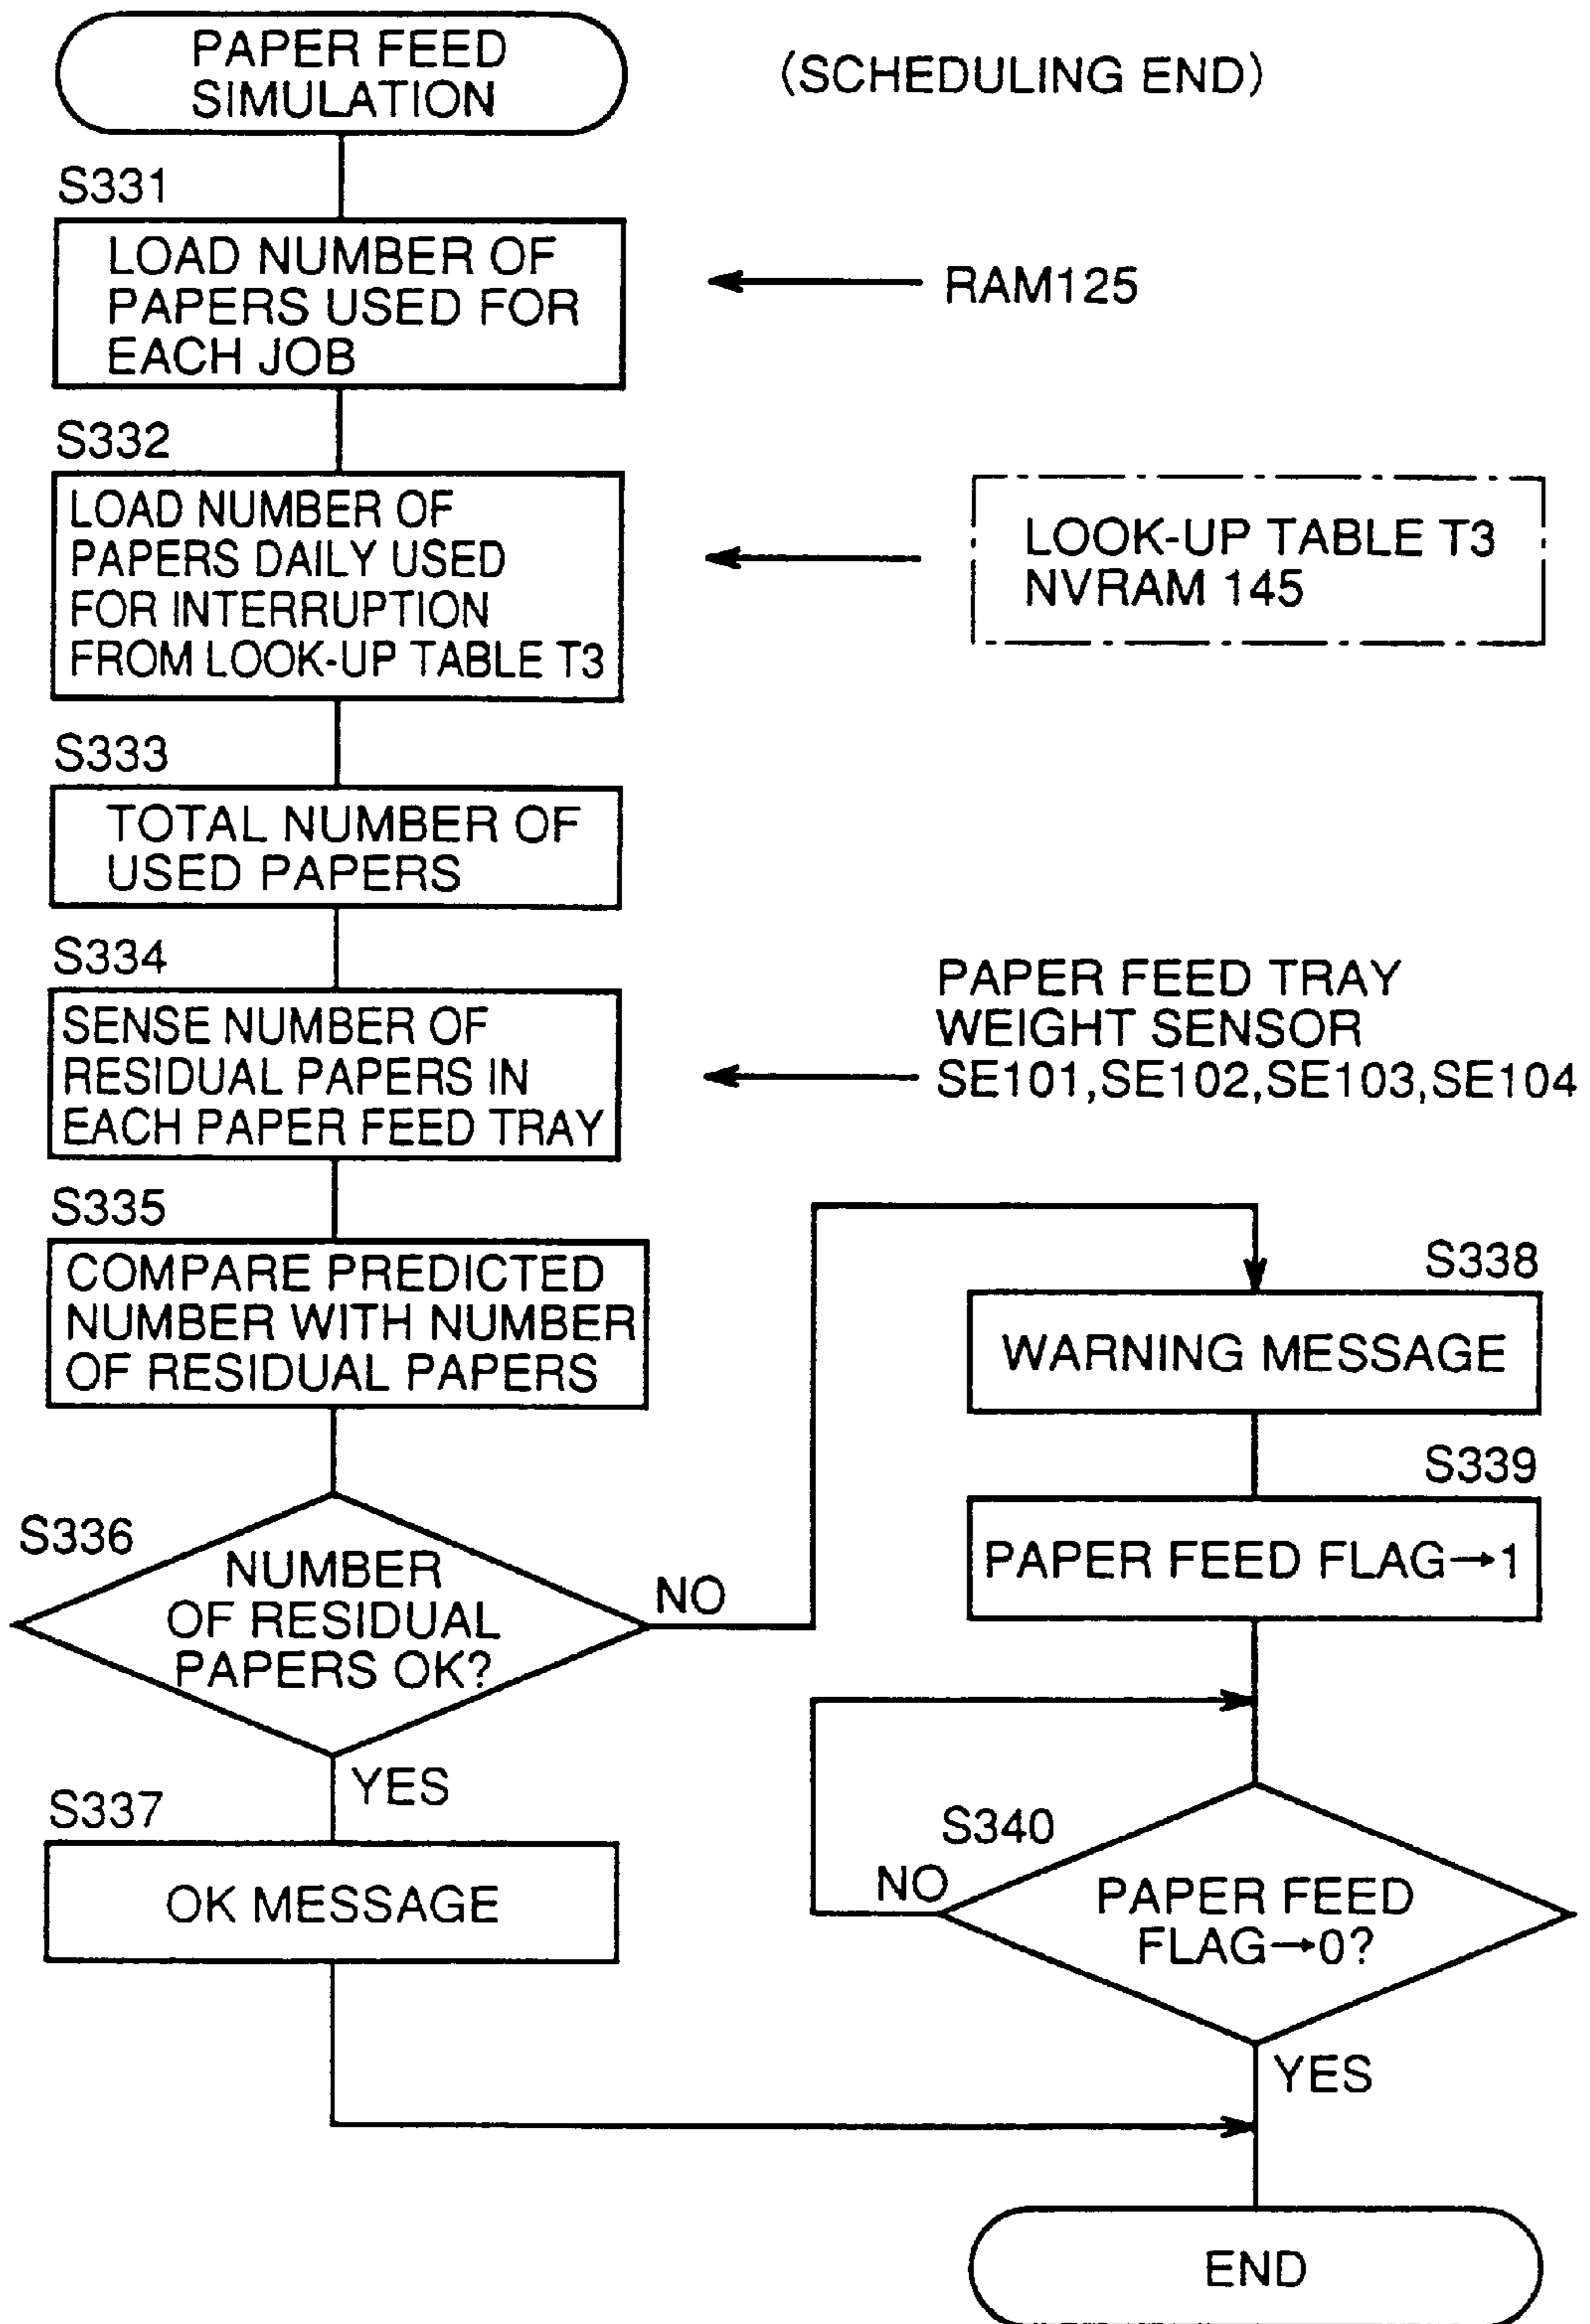 PAPER FEED
SIMULATION
(SCHEDULING END)
S331
LOAD NUMBER OF
PAPERS USED FOR
EACH JOB
RAM125
S332
LOAD NUMBER OF
PAPERS DAILY USED
FOR INTERRUPTION
FROM LOOK-UP TABLE T3
LOOK-UP TABLE T3
NVRAM 145
S333
TOTAL NUMBER OF
USED PAPERS
S334
SENSE NUMBER OF
RESIDUAL PAPERS IN
EACH PAPER FEED TRAY
PAPER FEED TRAY
WEIGHT SENSOR
SE101,SE102,SE103,SE104
S335
COMPARE PREDICTED
NUMBER WITH NUMBER
OF RESIDUAL PAPERS
S336
NUMBER
OF RESIDUAL
PAPERS OK?
NO
YES
S337
OK MESSAGE
S338
WARNING MESSAGE
S339
PAPER FEED FLAG→1
S340
NO
PAPER FEED
FLAG→0?
YES
END